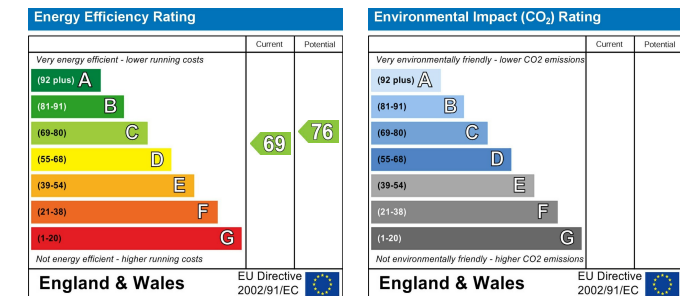 Energy Efficiency Rating
Current Potential
Very energy efficient - lower running costs
(92 plus) A
(81-91) B
(69-80) C
(55-68) D
(39-54) E
(21-38) F
(1-20) G
69
76
Not energy efficient - higher running costs
England & Wales
EU Directive
2002/91/EC
Environmental Impact (CO₂) Rating
Current Potential
Very environmentally friendly - lower CO2 emissions
(92 plus) A
(81-91) B
(69-80) C
(55-68) D
(39-54) E
(21-38) F
(1-20) G
Not environmentally friendly - higher CO2 emissions
England & Wales
EU Directive
2002/91/EC